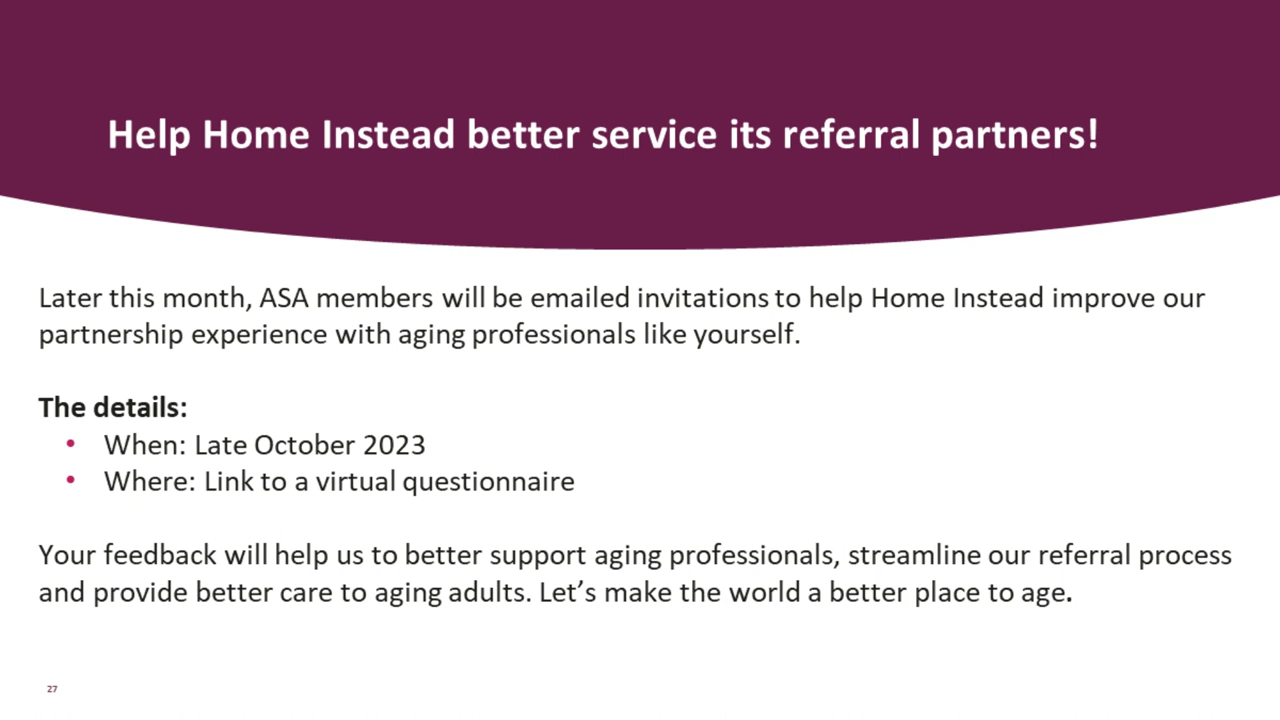 Help Home Instead better service its referral partners!
Later this month, ASA members will be emailed invitations to help Home Instead improve our
partnership experience with aging professionals like yourself.
The details:
• When: Late October 2023
• Where: Link to a virtual questionnaire
Your feedback will help us to better support aging professionals, streamline our referral process
and provide better care to aging adults. Let’s make the world a better place to age.
27